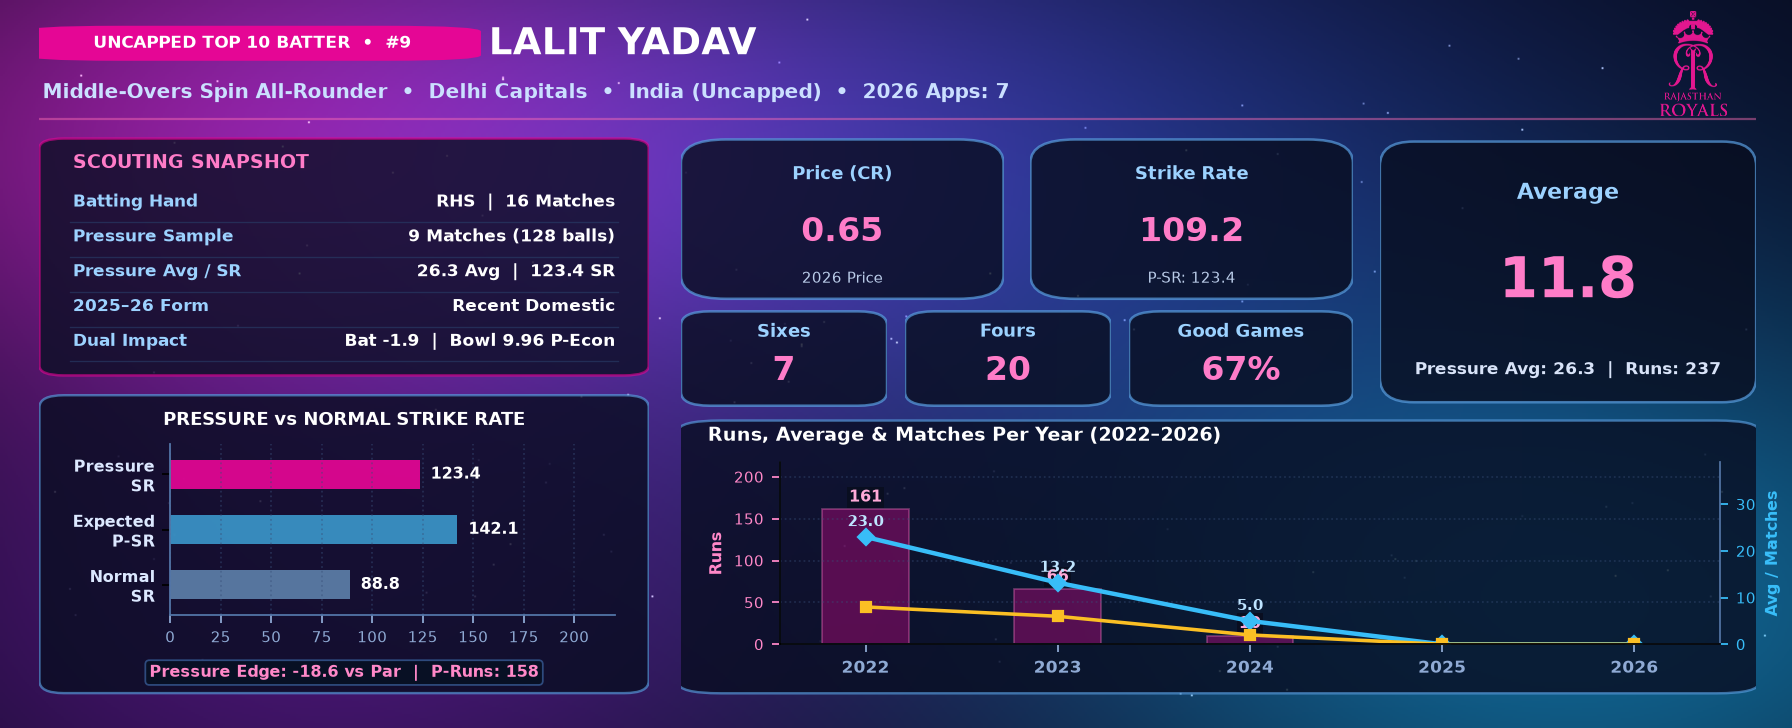 UNCAPPED TOP 10 BATTER • #9
LALIT YADAV
Middle-Overs Spin All-Rounder • Delhi Capitals • India (Uncapped) • 2026 Apps: 7
RAJASTHAN
ROYALS
SCOUTING SNAPSHOT
Batting Hand RHS | 16 Matches
Pressure Sample 9 Matches (128 balls)
Pressure Avg / SR 26.3 Avg | 123.4 SR
2025–26 Form Recent Domestic
Dual Impact Bat -1.9 | Bowl 9.96 P-Econ
Price (CR)
0.65
2026 Price
Strike Rate
109.2
P-SR: 123.4
Average
11.8
Pressure Avg: 26.3 | Runs: 237
Sixes
7
Fours
20
Good Games
67%
PRESSURE vs NORMAL STRIKE RATE
Pressure
SR
123.4
Expected
P-SR
142.1
Normal
SR
88.8
0 25 50 75 100 125 150 175 200
Pressure Edge: -18.6 vs Par | P-Runs: 158
Runs, Average & Matches Per Year (2022–2026)
Runs
200
150
100
50
0
161
23.0
13.2
66
5.0
30
20
10
0
Avg / Matches
2022 2023 2024 2025 2026